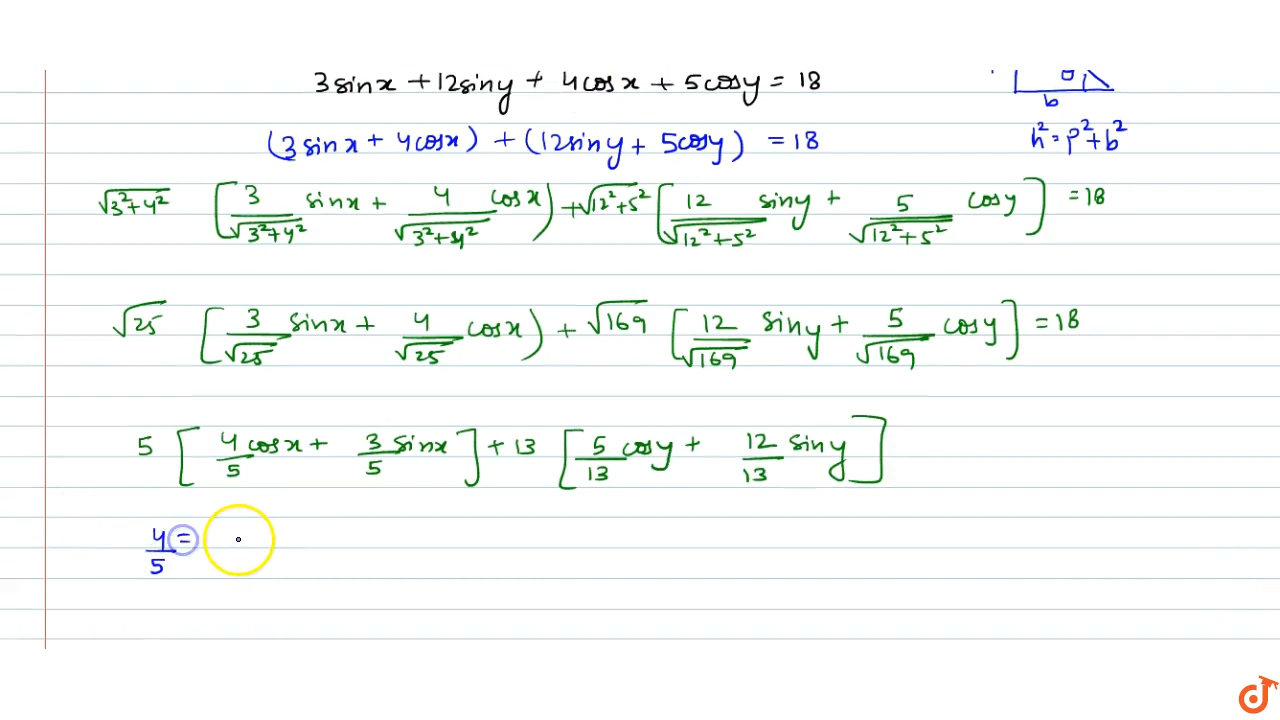 3sinx + 12siny + 4cosx + 5cosy = 18
b
(3sinx + 4cosx) + (12siny + 5cosy) = 18
h² = p² + b²
√3²+4² [3/√3²+4² sinx + 4/√3²+4² cosx) + √12²+5² [12/√12²+5² siny + 5/√12²+5² cosy] = 18
√25 [3/√25 sinx + 4/√25 cosx) + √169 [12/√169 siny + 5/√169 cosy] = 18
5 [4/5 cosx + 3/5 sinx] + 13 [5/13 cosy + 12/13 siny]
4/5 =